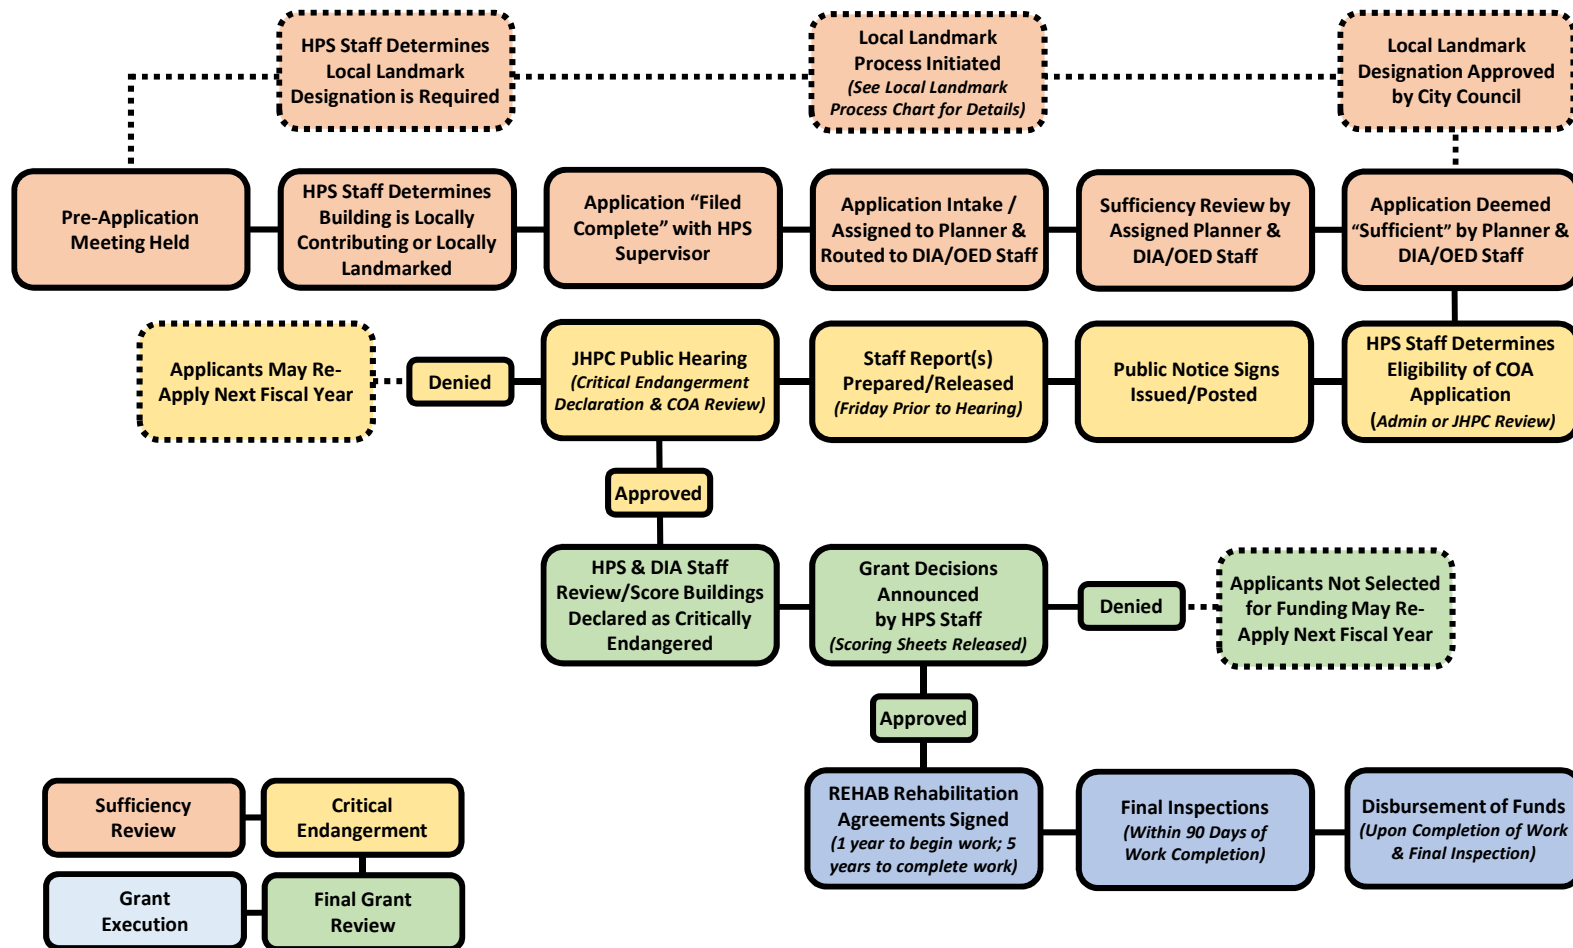 HPS Staff Determines
Local Landmark
Designation is Required
Local Landmark
Process Initiated
(See Local Landmark
Process Chart for Details)
Local Landmark
Designation Approved
by City Council
Pre-Application
Meeting Held
HPS Staff Determines
Building is Locally
Contributing or Locally
Landmarked
Application “Filed
Complete” with HPS
Supervisor
Application Intake /
Assigned to Planner &
Routed to DIA/OED Staff
Sufficiency Review by
Assigned Planner &
DIA/OED Staff
Application Deemed
“Sufficient” by Planner &
DIA/OED Staff
Applicants May Re-
Apply Next Fiscal Year
Denied
JHPC Public Hearing
(Critical Endangerment
Declaration & COA Review)
Staff Report(s)
Prepared/Released
(Friday Prior to Hearing)
Public Notice Signs
Issued/Posted
HPS Staff Determines
Eligibility of COA
Application
(Admin or JHPC Review)
Approved
HPS & DIA Staff
Review/Score Buildings
Declared as Critically
Endangered
Grant Decisions
Announced
by HPS Staff
(Scoring Sheets Released)
Denied
Applicants Not Selected
for Funding May Re-
Apply Next Fiscal Year
Approved
REHAB Rehabilitation
Agreements Signed
(1 year to begin work; 5
years to complete work)
Final Inspections
(Within 90 Days of
Work Completion)
Disbursement of Funds
(Upon Completion of Work
& Final Inspection)
Sufficiency
Review
Critical
Endangerment
Grant
Execution
Final Grant
Review